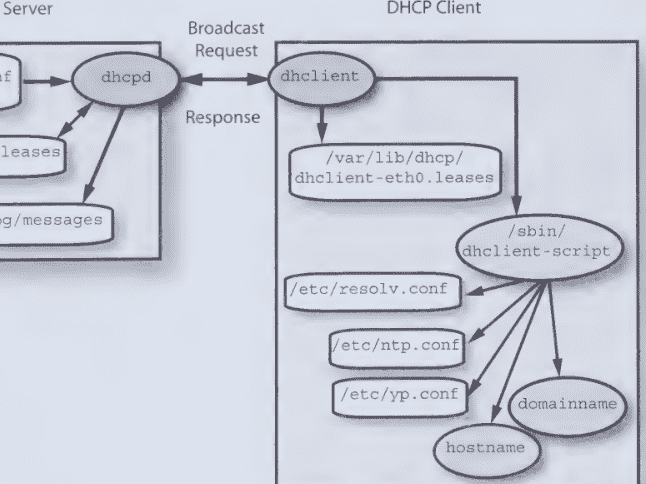 Server
DHCP Client
Broadcast
Request
Response
dhcpd
leases
/messages
dhclient
/var/lib/dhcp/
dhclient-eth0.leases
/sbin/
dhclient-script
/etc/resolv.conf
/etc/ntp.conf
/etc/yp.conf
domainname
hostname